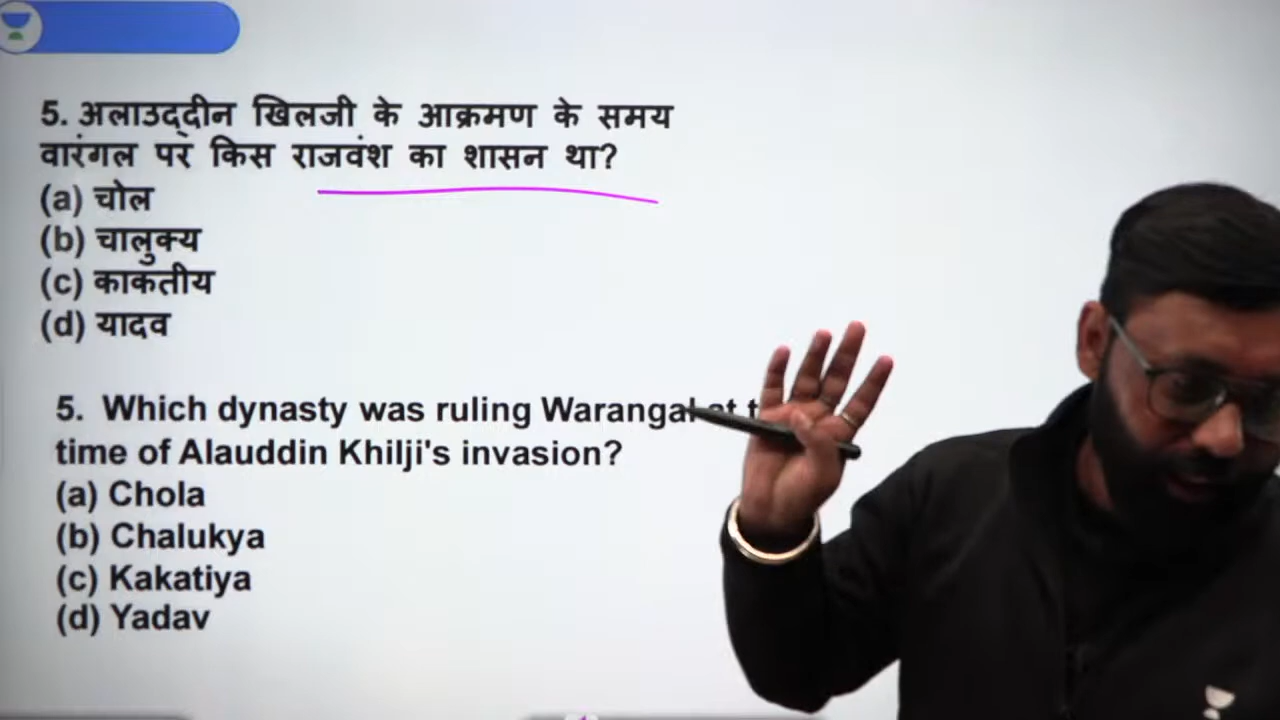 5. अलाउद्दीन खिलजी के आक्रमण के समय
वारंगल पर किस राजवंश का शासन था?
(a) चोल
(b) चालुक्य
(c) काकतीय
(d) यादव
5. Which dynasty was ruling Warangal at
time of Alauddin Khilji's invasion?
(a) Chola
(b) Chalukya
(c) Kakatiya
(d) Yadav